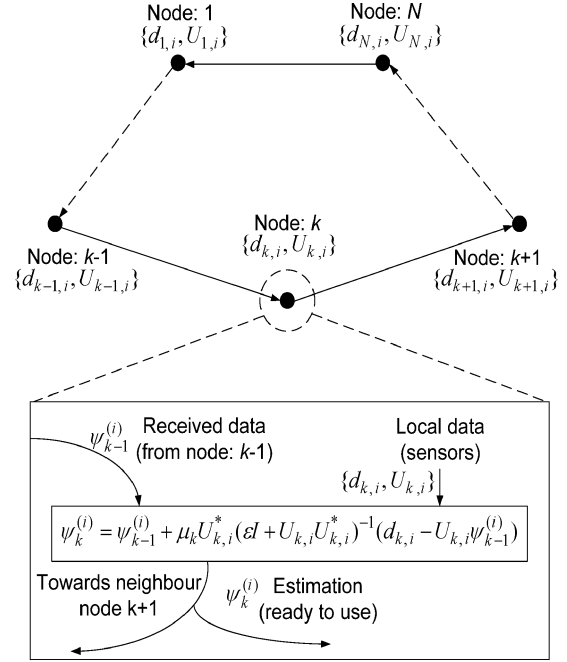 Node: 1
{d_{1,i}, U_{1,i}}
Node: N
{d_{N,i}, U_{N,i}}
Node: k-1
{d_{k-1,i}, U_{k-1,i}}
Node: k
{d_{k,i}, U_{k,i}}
Node: k+1
{d_{k+1,i}, U_{k+1,i}}
ψ_{k-1}^{(i)}
Received data
(from node: k-1)
Local data
(sensors)
{d_{k,i}, U_{k,i}}
ψ_k^{(i)} = ψ_{k-1}^{(i)} + μ_k U_{k,i}^* (εI + U_{k,i} U_{k,i}^*)^{-1} (d_{k,i} - U_{k,i} ψ_{k-1}^{(i)})
Towards neighbour
node k+1
ψ_k^{(i)}
Estimation
(ready to use)